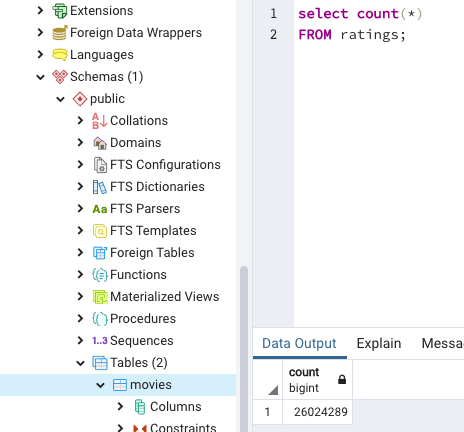 Extensions
Foreign Data Wrappers
Languages
Schemas (1)
public
Collations
Domains
FTS Configurations
FTS Dictionaries
Aa FTS Parsers
FTS Templates
Foreign Tables
Functions
Materialized Views
Procedures
1..3 Sequences
Tables (2)
movies
Columns
Constraints
1 select count(*)
2 FROM ratings;
Data Output Explain Messa
count
bigint
1 26024289